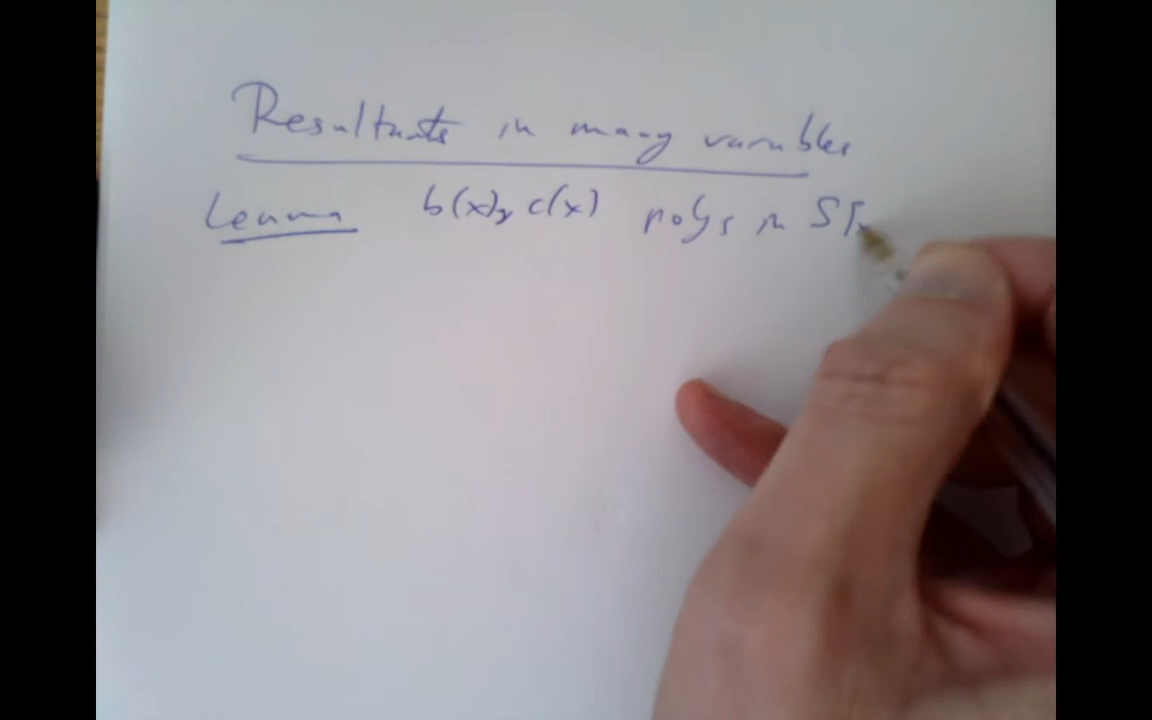 Resultants in many variables
Lemma b(x), c(x) polys in S[x